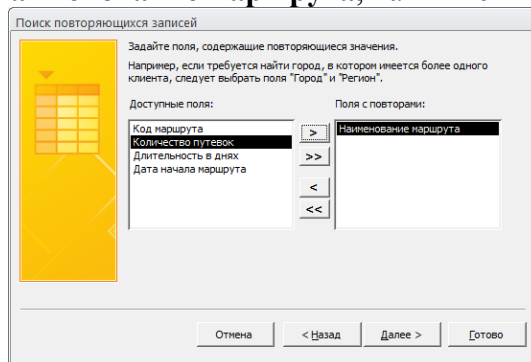 Поиск повторяющихся записей
Задайте поля, содержащие повторяющиеся значения.
Например, если требуется найти город, в котором имеется более одного
клиента, следует выбрать поля "Город" и "Регион".
Доступные поля:
Поля с повторами:
Код маршрута
Количество путевок
Длительность в днях
Дата начала маршрута
Наименование маршрута
>
>>
<
<<
Отмена
< Назад
Далее >
Готово